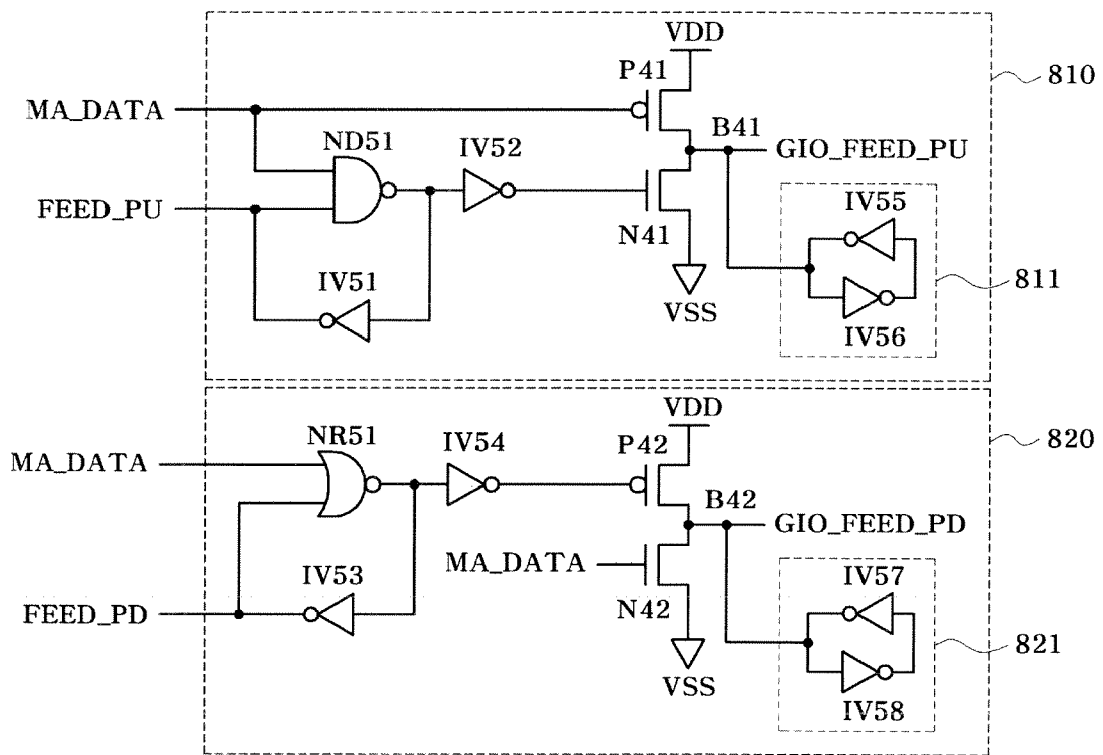 VDD
P41
810
MA_DATA
ND51
IV52
B41
GIO_FEED_PU
FEED_PU
N41
IV55
IV51
VSS
811
IV56
VDD
NR51
IV54
P42
820
MA_DATA
B42
GIO_FEED_PD
MA_DATA
IV53
N42
IV57
FEED_PD
VSS
821
IV58